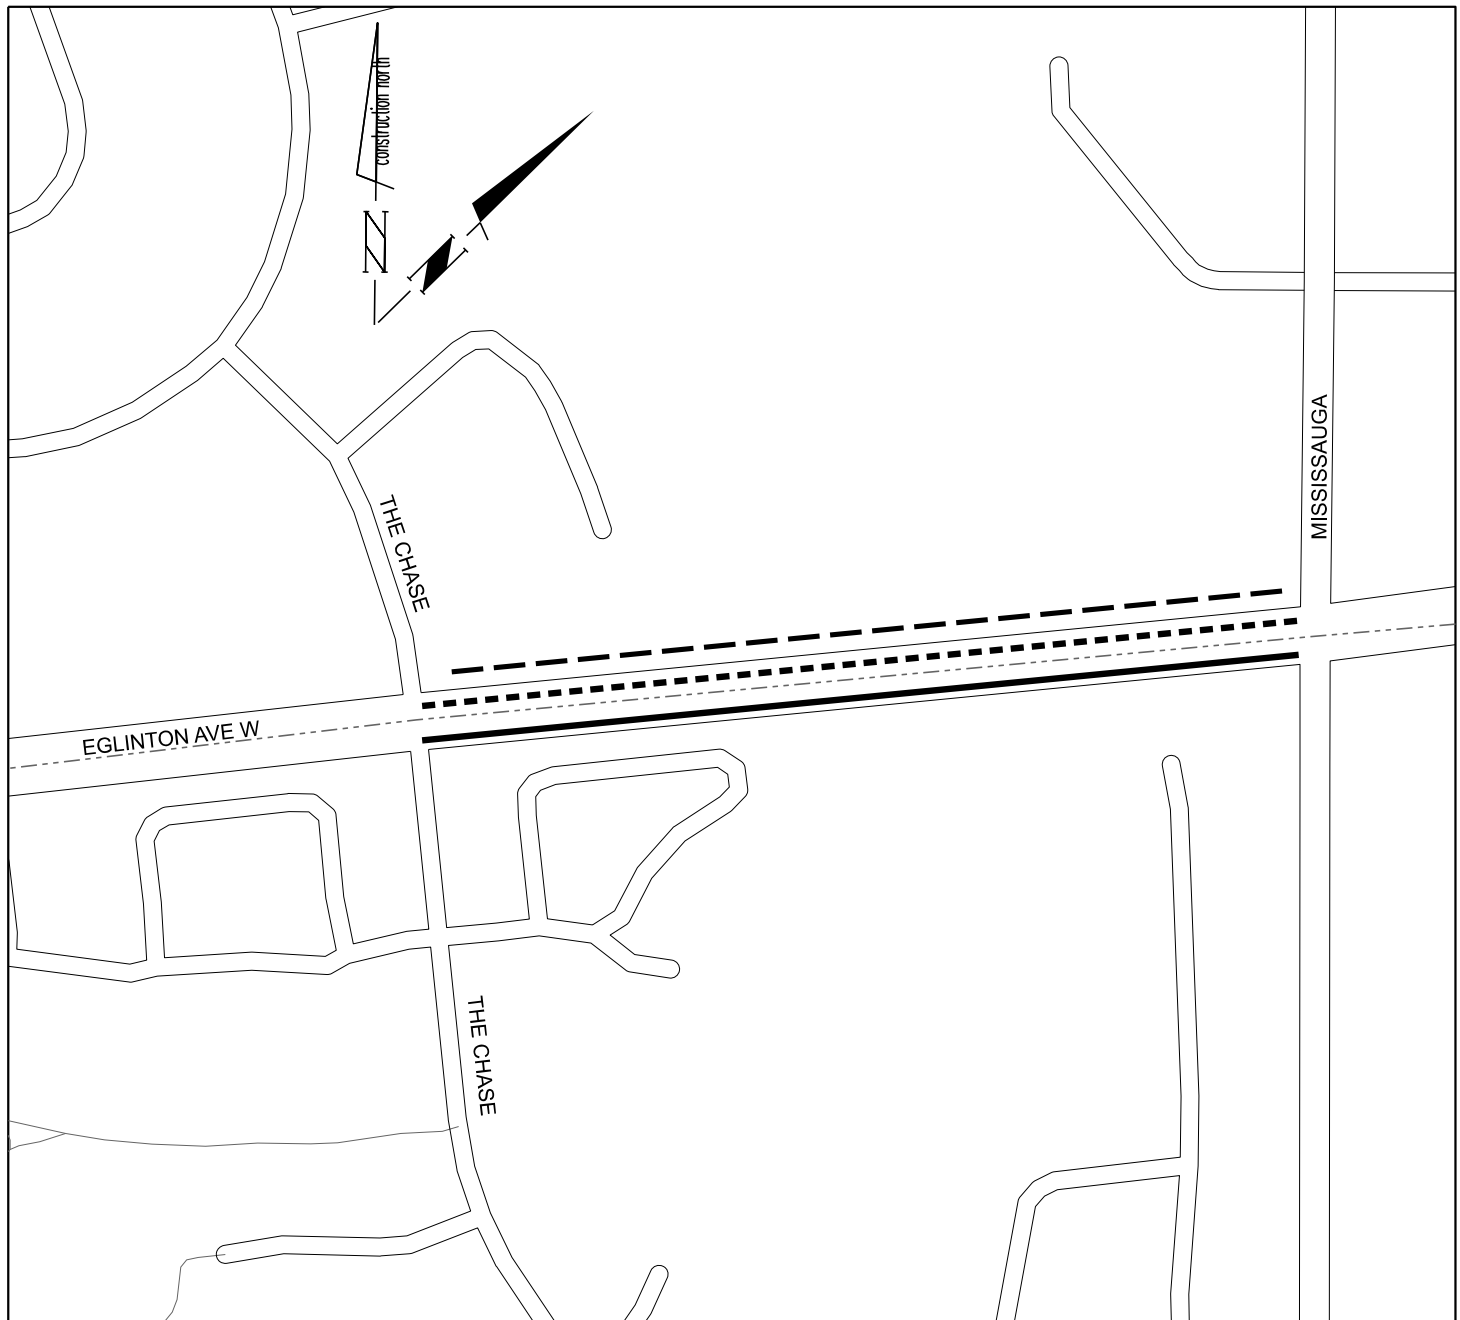 construction north
N
N
THE CHASE
MISSISSAUGA
EGLINTON AVE W
THE CHASE